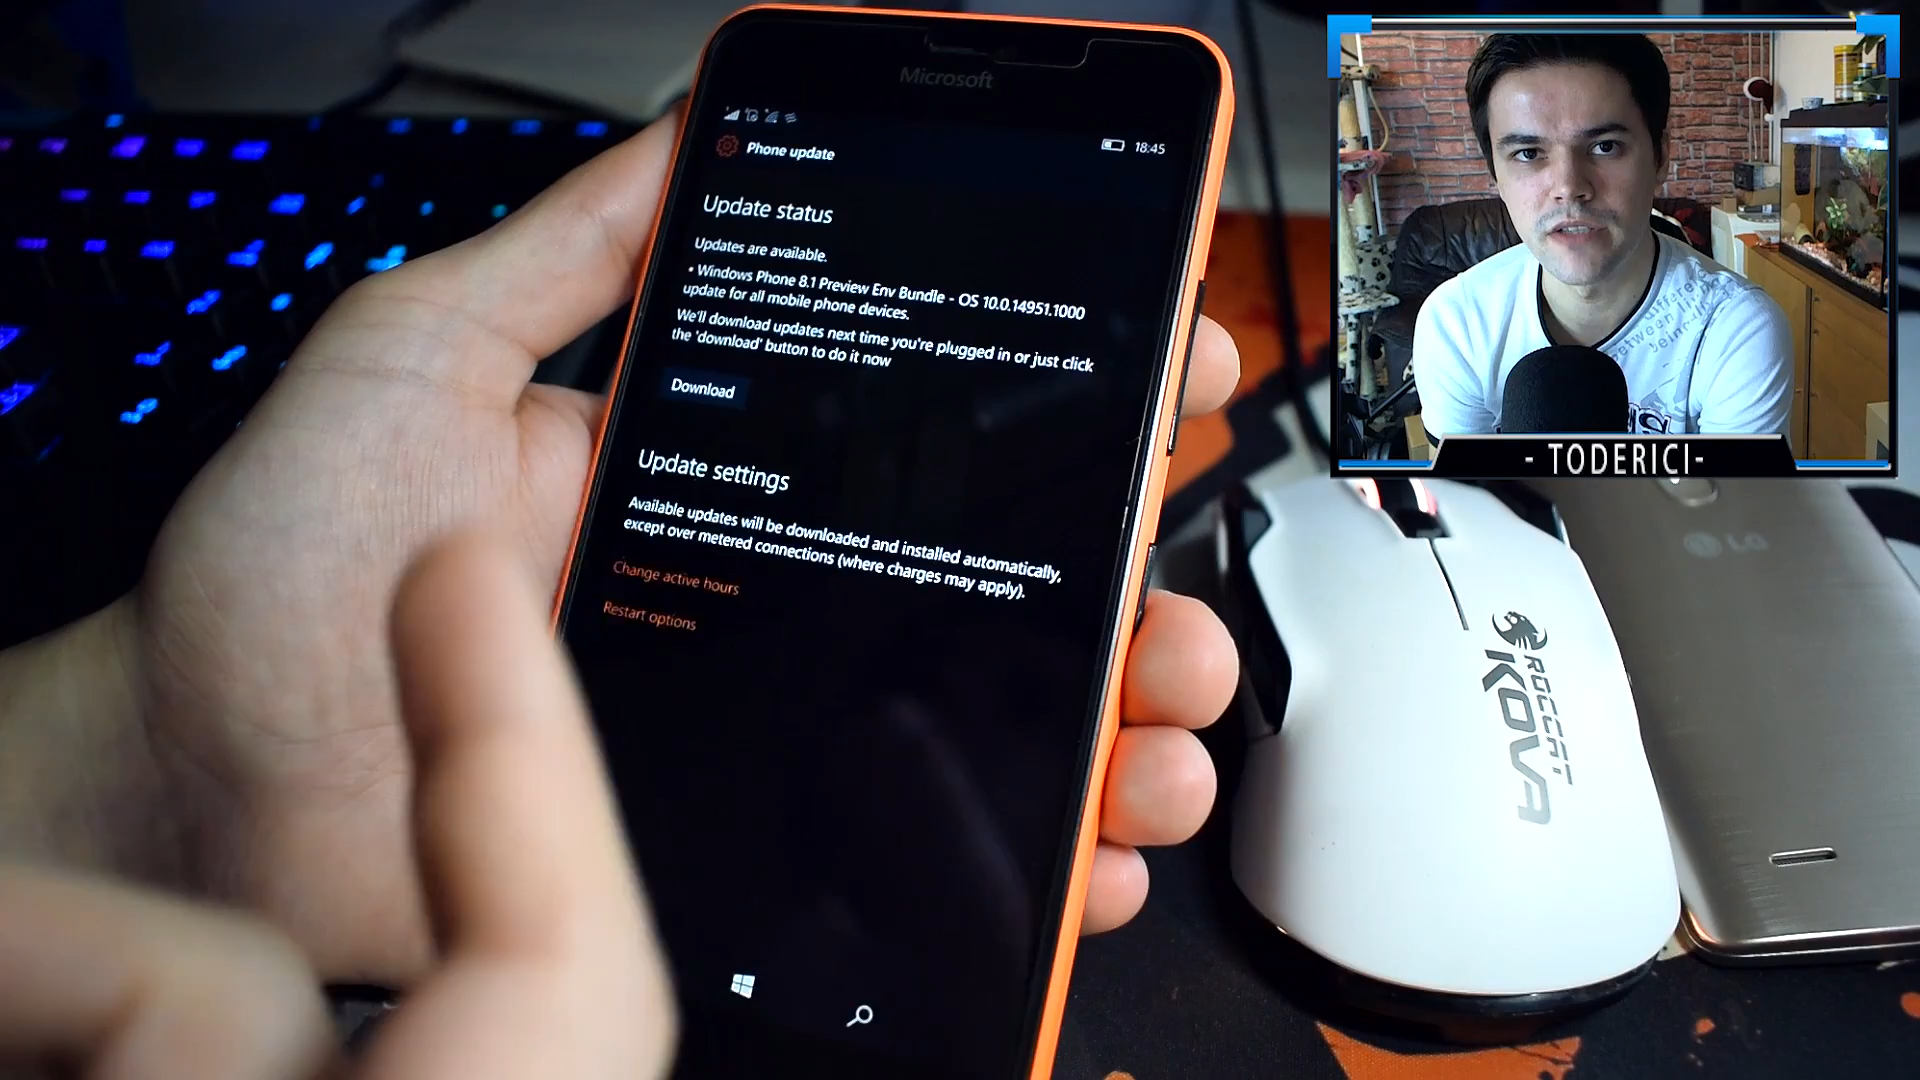 Microsoft
18:45
Phone update
Update status
Updates are available.
• Windows Phone 8.1 Preview Env Bundle - OS 10.0.14951.1000
update for all mobile phone devices.
We'll download updates next time you're plugged in or just click
the 'download' button to do it now
Download
Update settings
Available updates will be downloaded and installed automatically,
except over metered connections (where charges may apply).
Change active hours
Restart options
- TODERICI-
LG
ROCCAT
KOVA